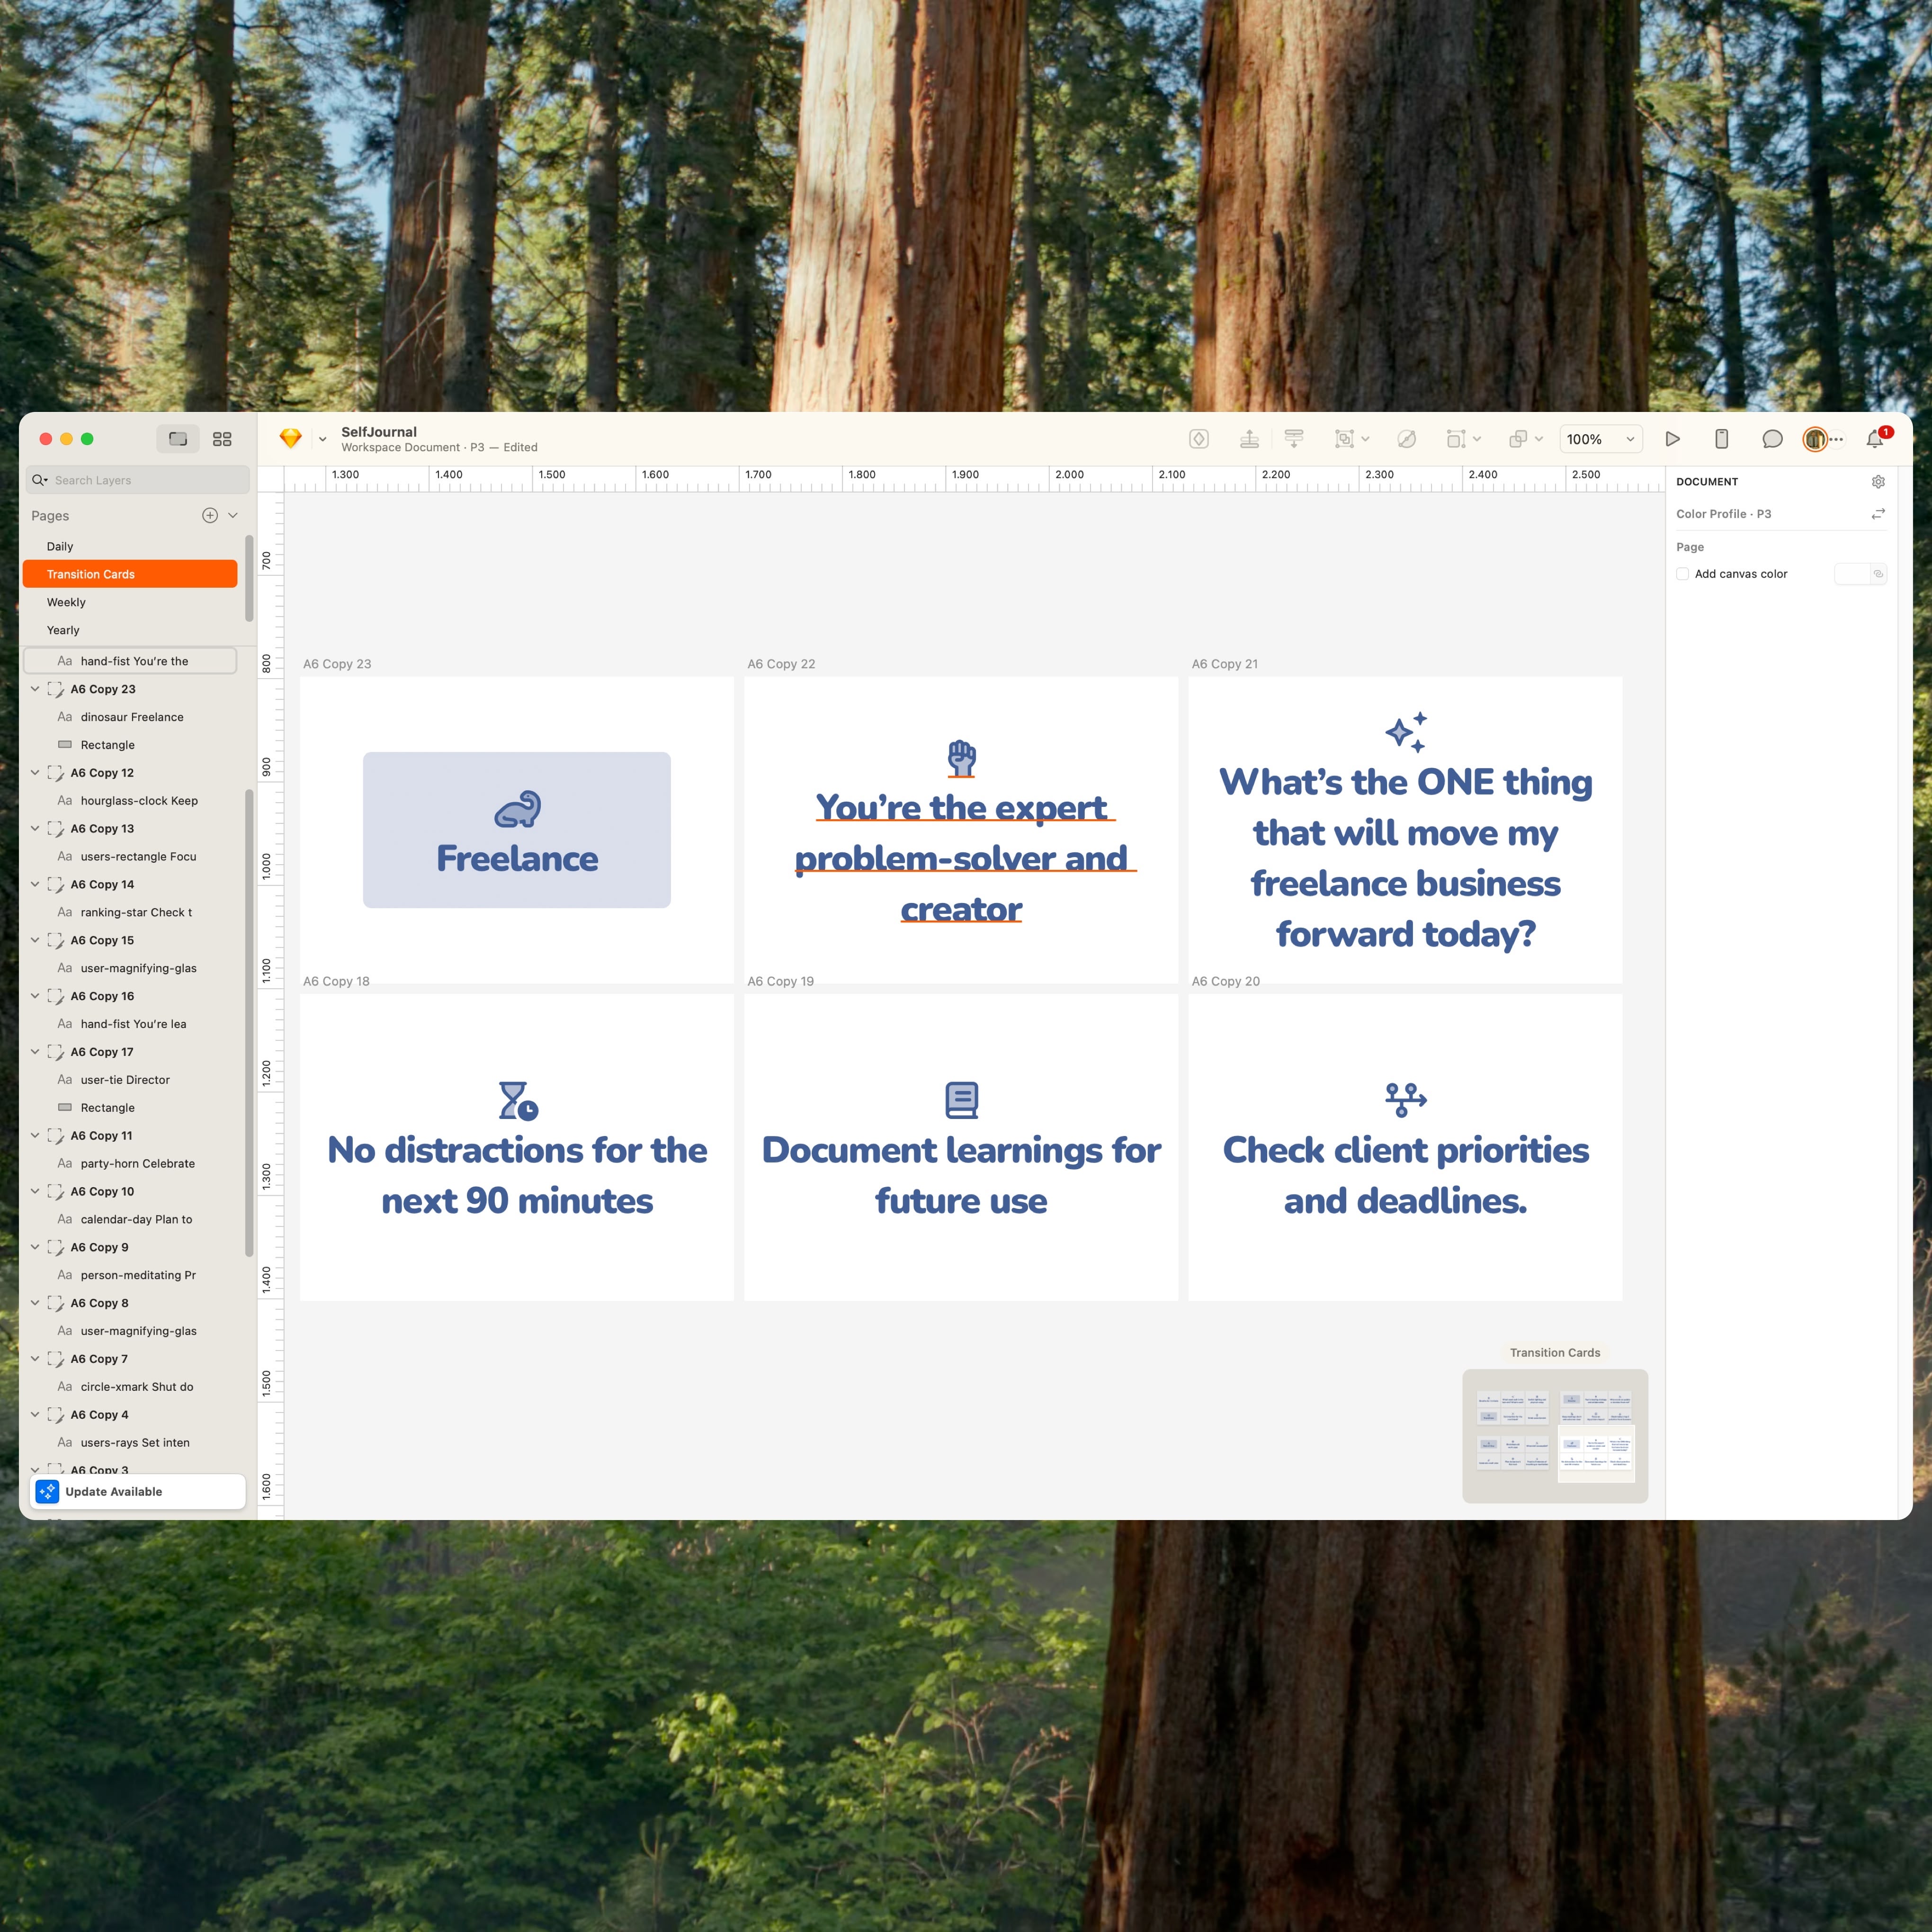 SelfJournal
Workspace Document · P3 — Edited
100%
1
Search Layers
Pages
Daily
Transition Cards
Weekly
Yearly
Aa hand-fist You're the
A6 Copy 23
Aa dinosaur Freelance
Rectangle
A6 Copy 12
Aa hourglass-clock Keep
A6 Copy 13
Aa users-rectangle Focu
A6 Copy 14
Aa ranking-star Check t
A6 Copy 15
Aa user-magnifying-glas
A6 Copy 16
Aa hand-fist You're lea
A6 Copy 17
Aa user-tie Director
Rectangle
A6 Copy 11
Aa party-horn Celebrate
A6 Copy 10
Aa calendar-day Plan to
A6 Copy 9
Aa person-meditating Pr
A6 Copy 8
Aa user-magnifying-glas
A6 Copy 7
Aa circle-xmark Shut do
A6 Copy 4
Aa users-rays Set inten
A6 Copy 3
Update Available
1.300 1.400 1.500 1.600 1.700 1.800 1.900 2.000 2.100 2.200 2.300 2.400 2.500
700
800
900
1.000
1.100
1.200
1.300
1.400
1.500
1.600
A6 Copy 23
Freelance
A6 Copy 22
You’re the expert
problem-solver and
creator
A6 Copy 21
What’s the ONE thing
that will move my
freelance business
forward today?
A6 Copy 18
No distractions for the
next 90 minutes
A6 Copy 19
Document learnings for
future use
A6 Copy 20
Check client priorities
and deadlines.
Transition Cards
DOCUMENT
Color Profile · P3
Page
Add canvas color